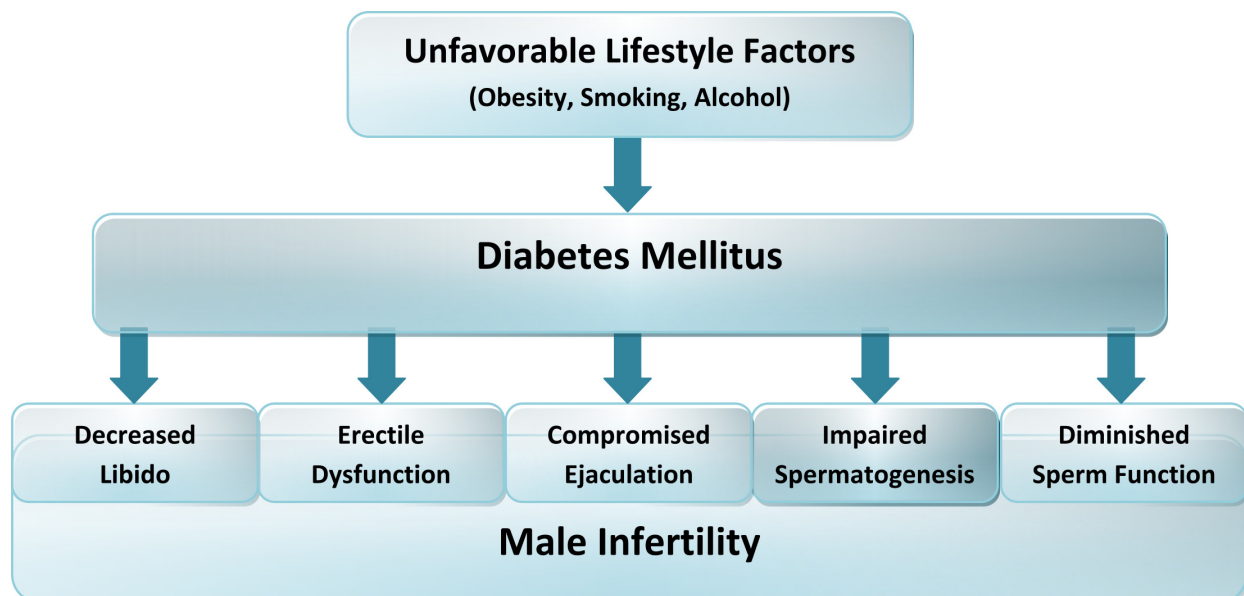 Unfavorable Lifestyle Factors
(Obesity, Smoking, Alcohol)
Diabetes Mellitus
Decreased
Libido
Erectile
Dysfunction
Compromised
Ejaculation
Impaired
Spermatogenesis
Diminished
Sperm Function
Male Infertility